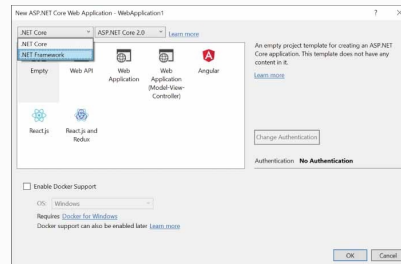 New ASP.NET Core Web Application - WebApplication1
? X
.NET Core ASP.NET Core 2.0 Learn more
.NET Core
.NET Framework
Empty
Web API
Web Application
Web Application (Model-View-Controller)
Angular
React.js
React.js and Redux
An empty project template for creating an ASP.NET
Core application. This template does not have any
content in it.
Learn more
Change Authentication
Authentication No Authentication
Enable Docker Support
OS: Windows
Requires Docker for Windows
Docker support can also be enabled later Learn more
OK Cancel